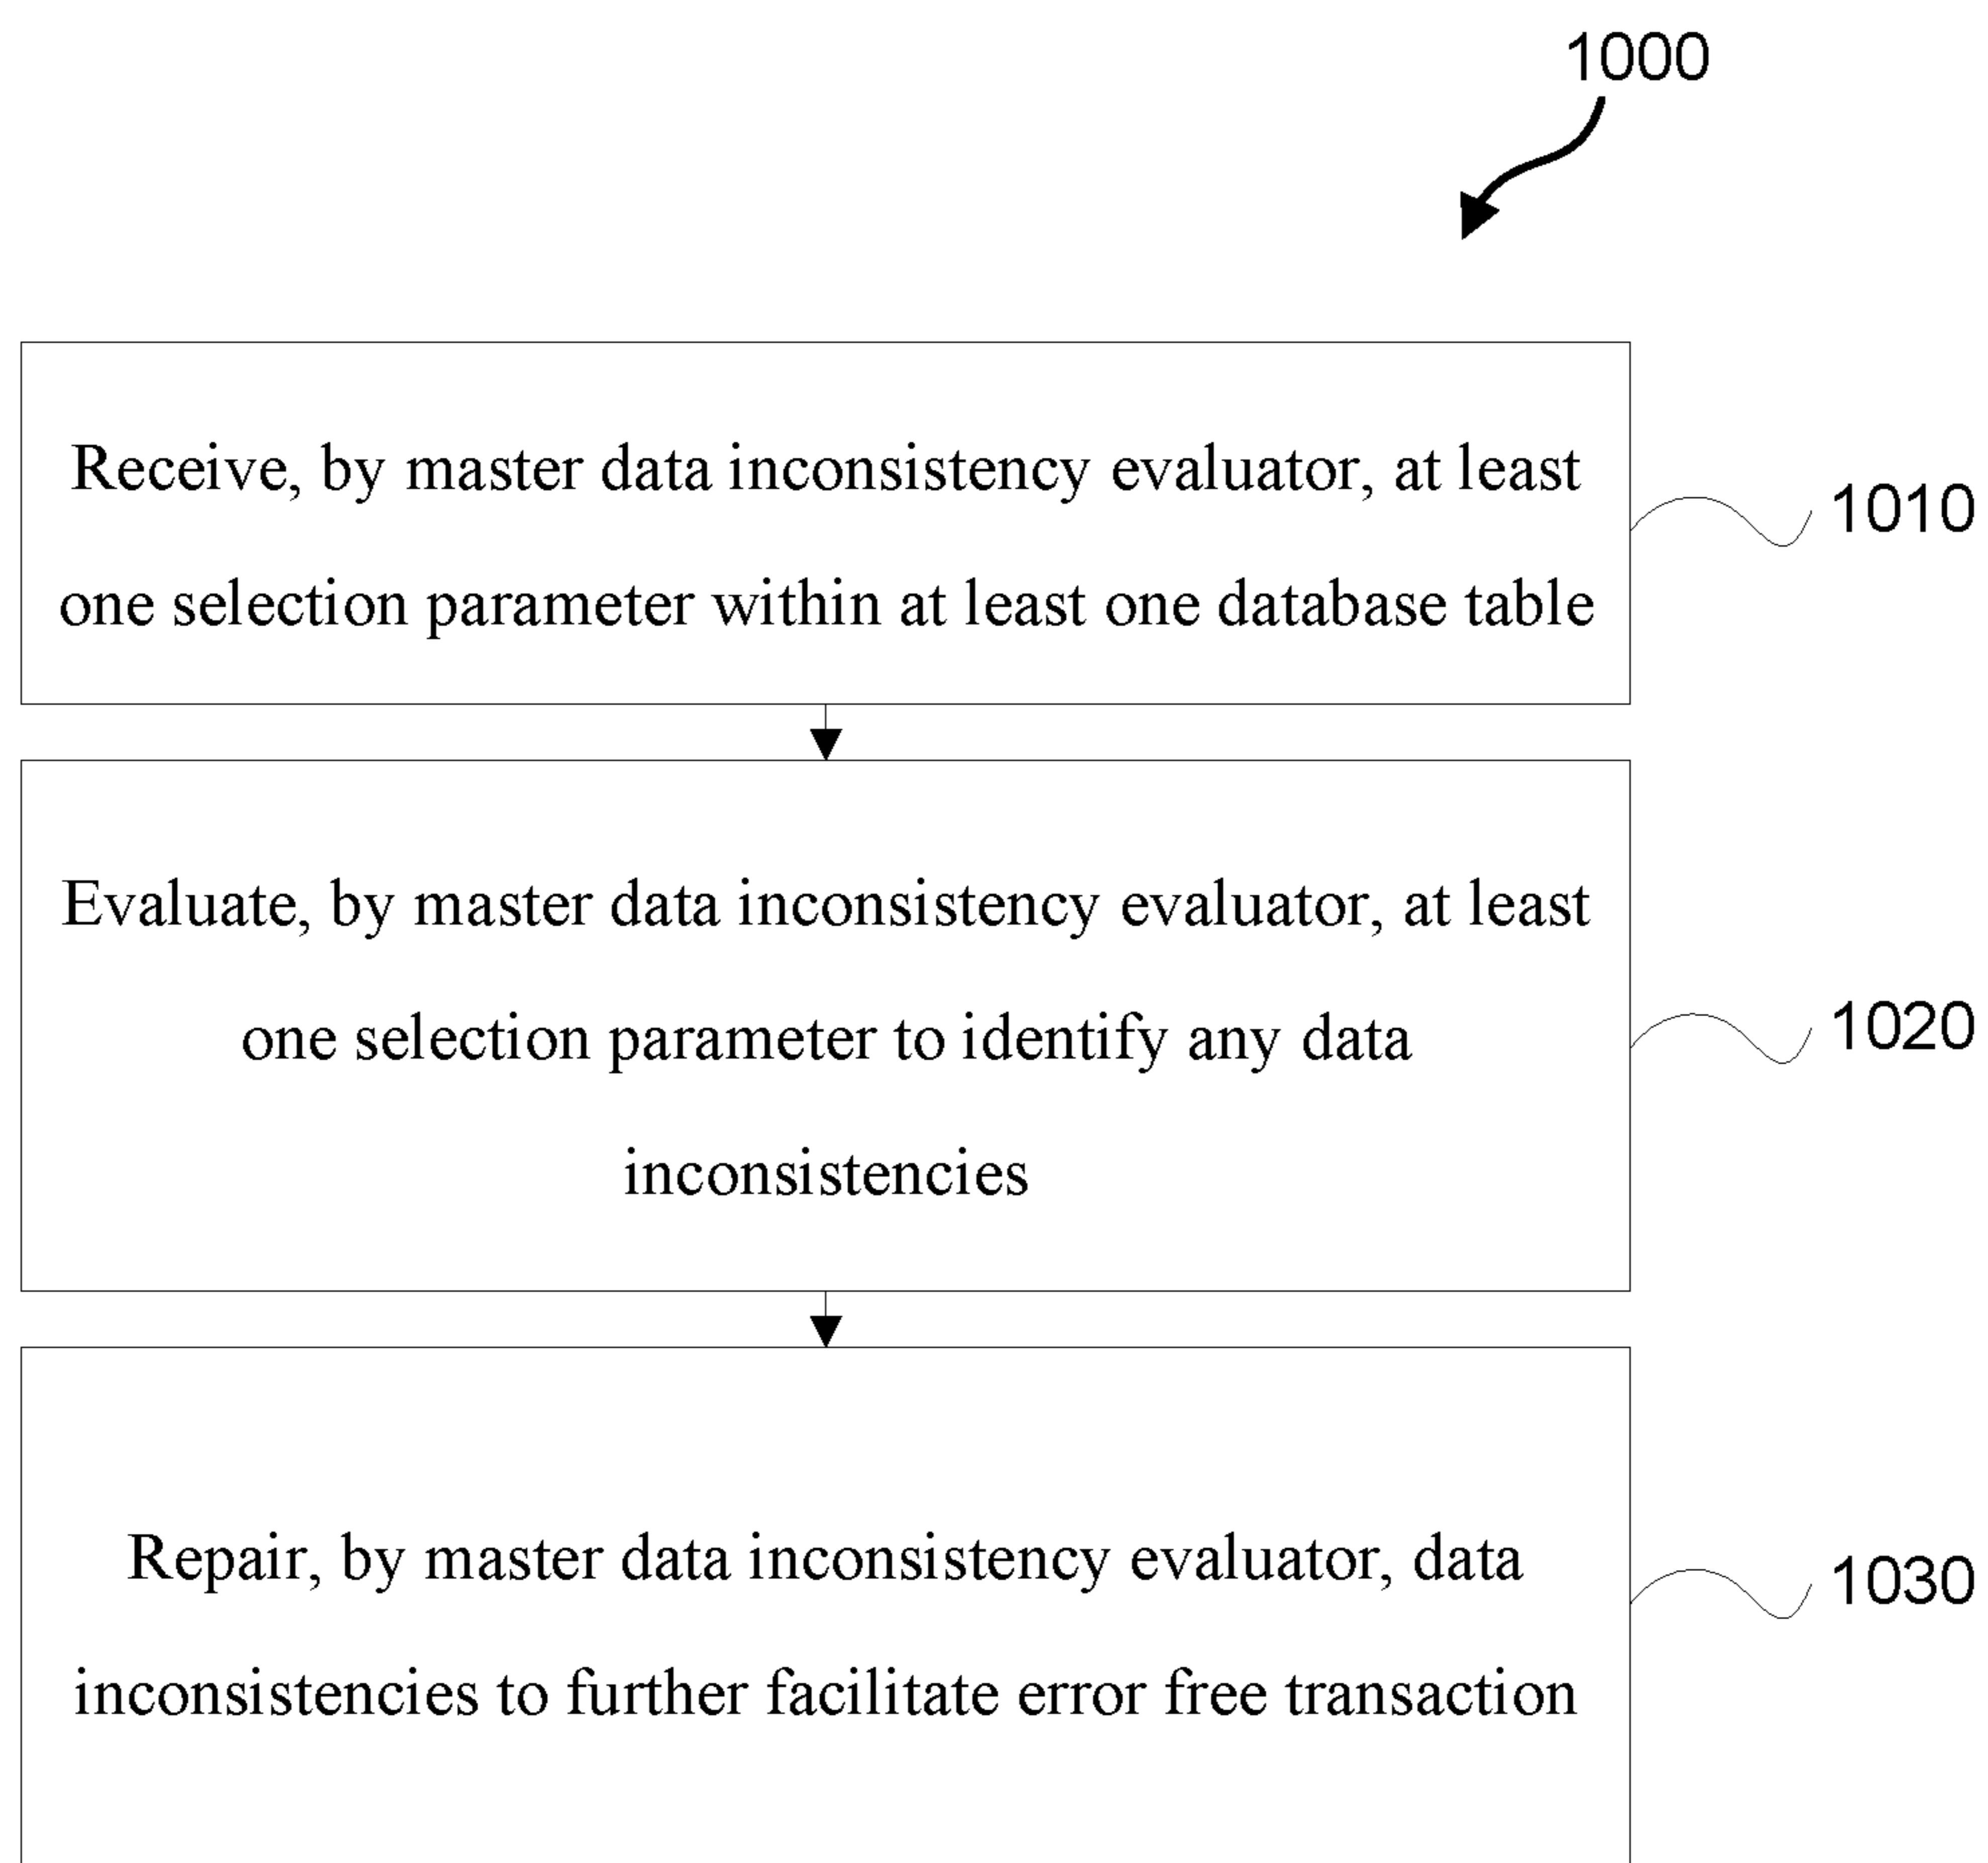 1000
Receive, by master data inconsistency evaluator, at least
one selection parameter within at least one database table
1010
Evaluate, by master data inconsistency evaluator, at least
one selection parameter to identify any data
inconsistencies
1020
Repair, by master data inconsistency evaluator, data
inconsistencies to further facilitate error free transaction
1030